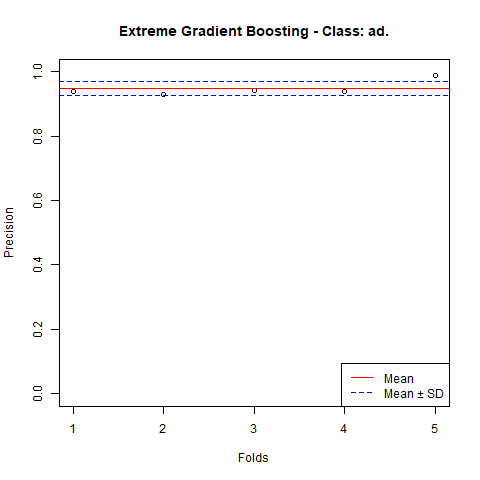 Extreme Gradient Boosting - Class: ad.
Precision
1.0
0.8
0.6
0.4
0.2
0.0
Mean
Mean ± SD
1 2 3 4 5
Folds